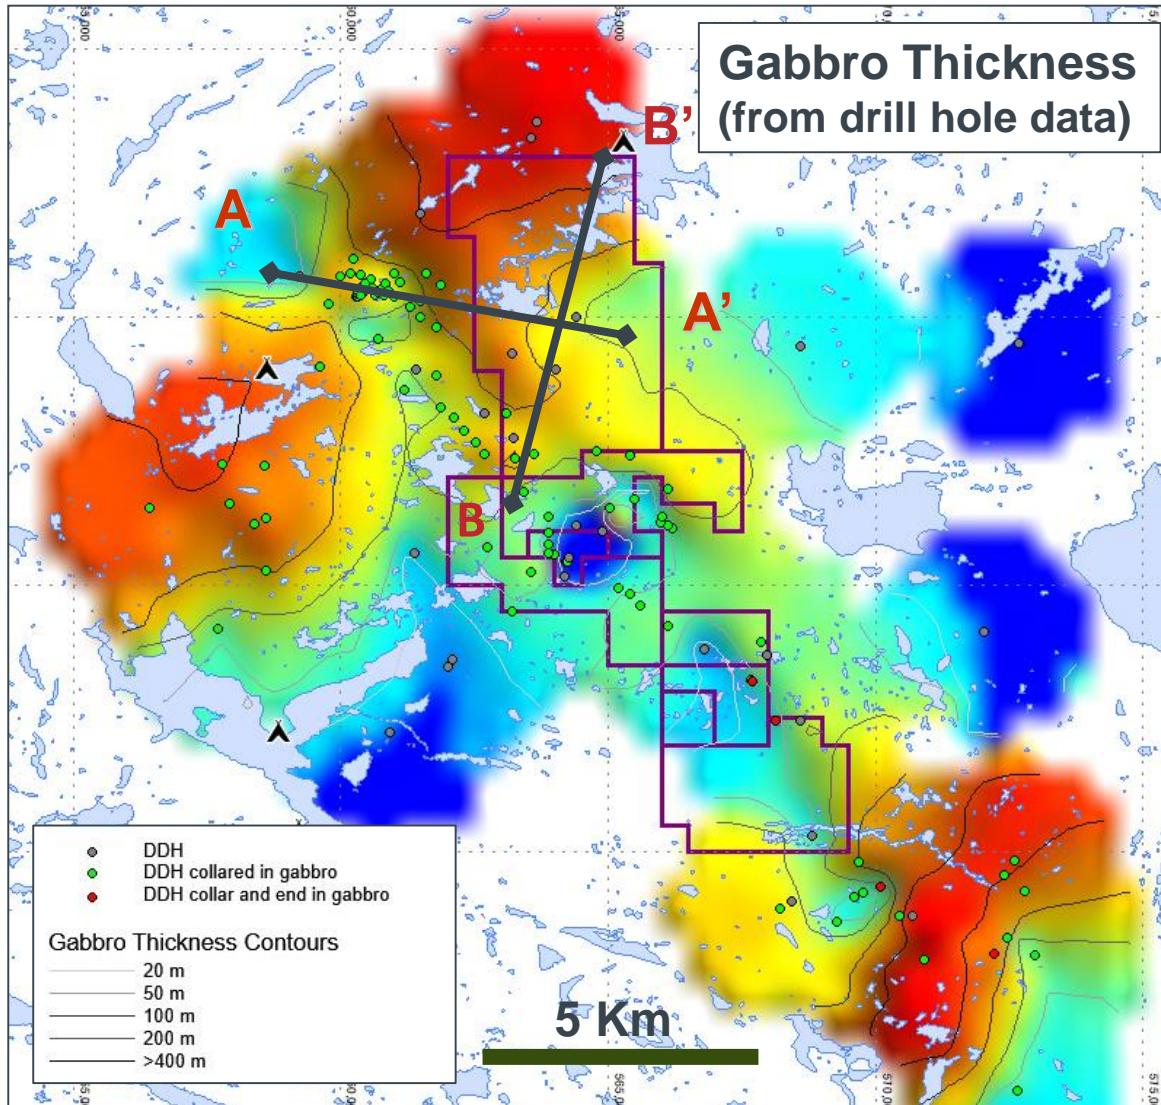 Gabbro Thickness
(from drill hole data)
B’
A
A’
B
DDH
DDH collared in gabbro
DDH collar and end in gabbro
Gabbro Thickness Contours
20 m
50 m
100 m
200 m
>400 m
5 Km